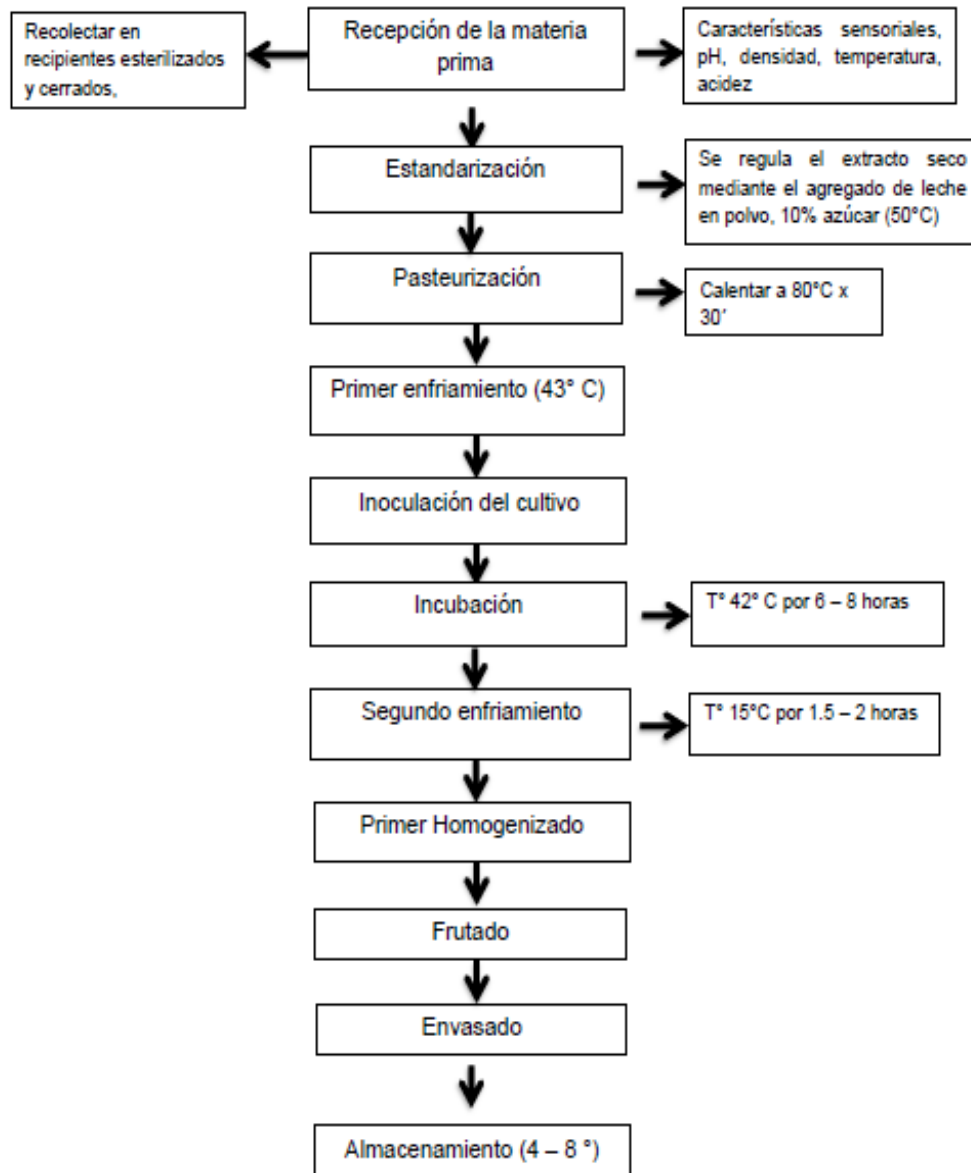 Recolectar en
recipientes esterilizados
y cerrados,
Recepción de la materia
prima
Características sensoriales,
pH, densidad, temperatura,
acidez
Estandarización
Se regula el extracto seco
mediante el agregado de leche
en polvo, 10% azúcar (50°C)
Pasteurización
Calentar a 80°C x
30′
Primer enfriamiento (43° C)
Inoculación del cultivo
Incubación
T° 42° C por 6 – 8 horas
Segundo enfriamiento
T° 15°C por 1.5 – 2 horas
Primer Homogenizado
Frutado
Envasado
Almacenamiento (4 – 8 °)